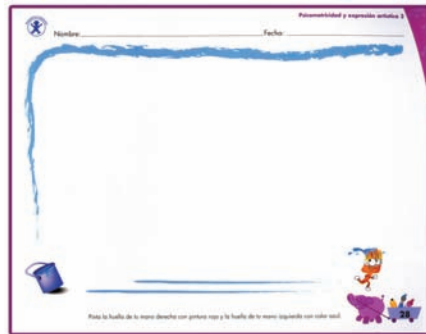 Psicomotricidad y expresión artística 2
Nombre: Fecha:
Pinta la huella de tu mano derecha con pintura roja y la huella de tu mano izquierda con color azul.
28